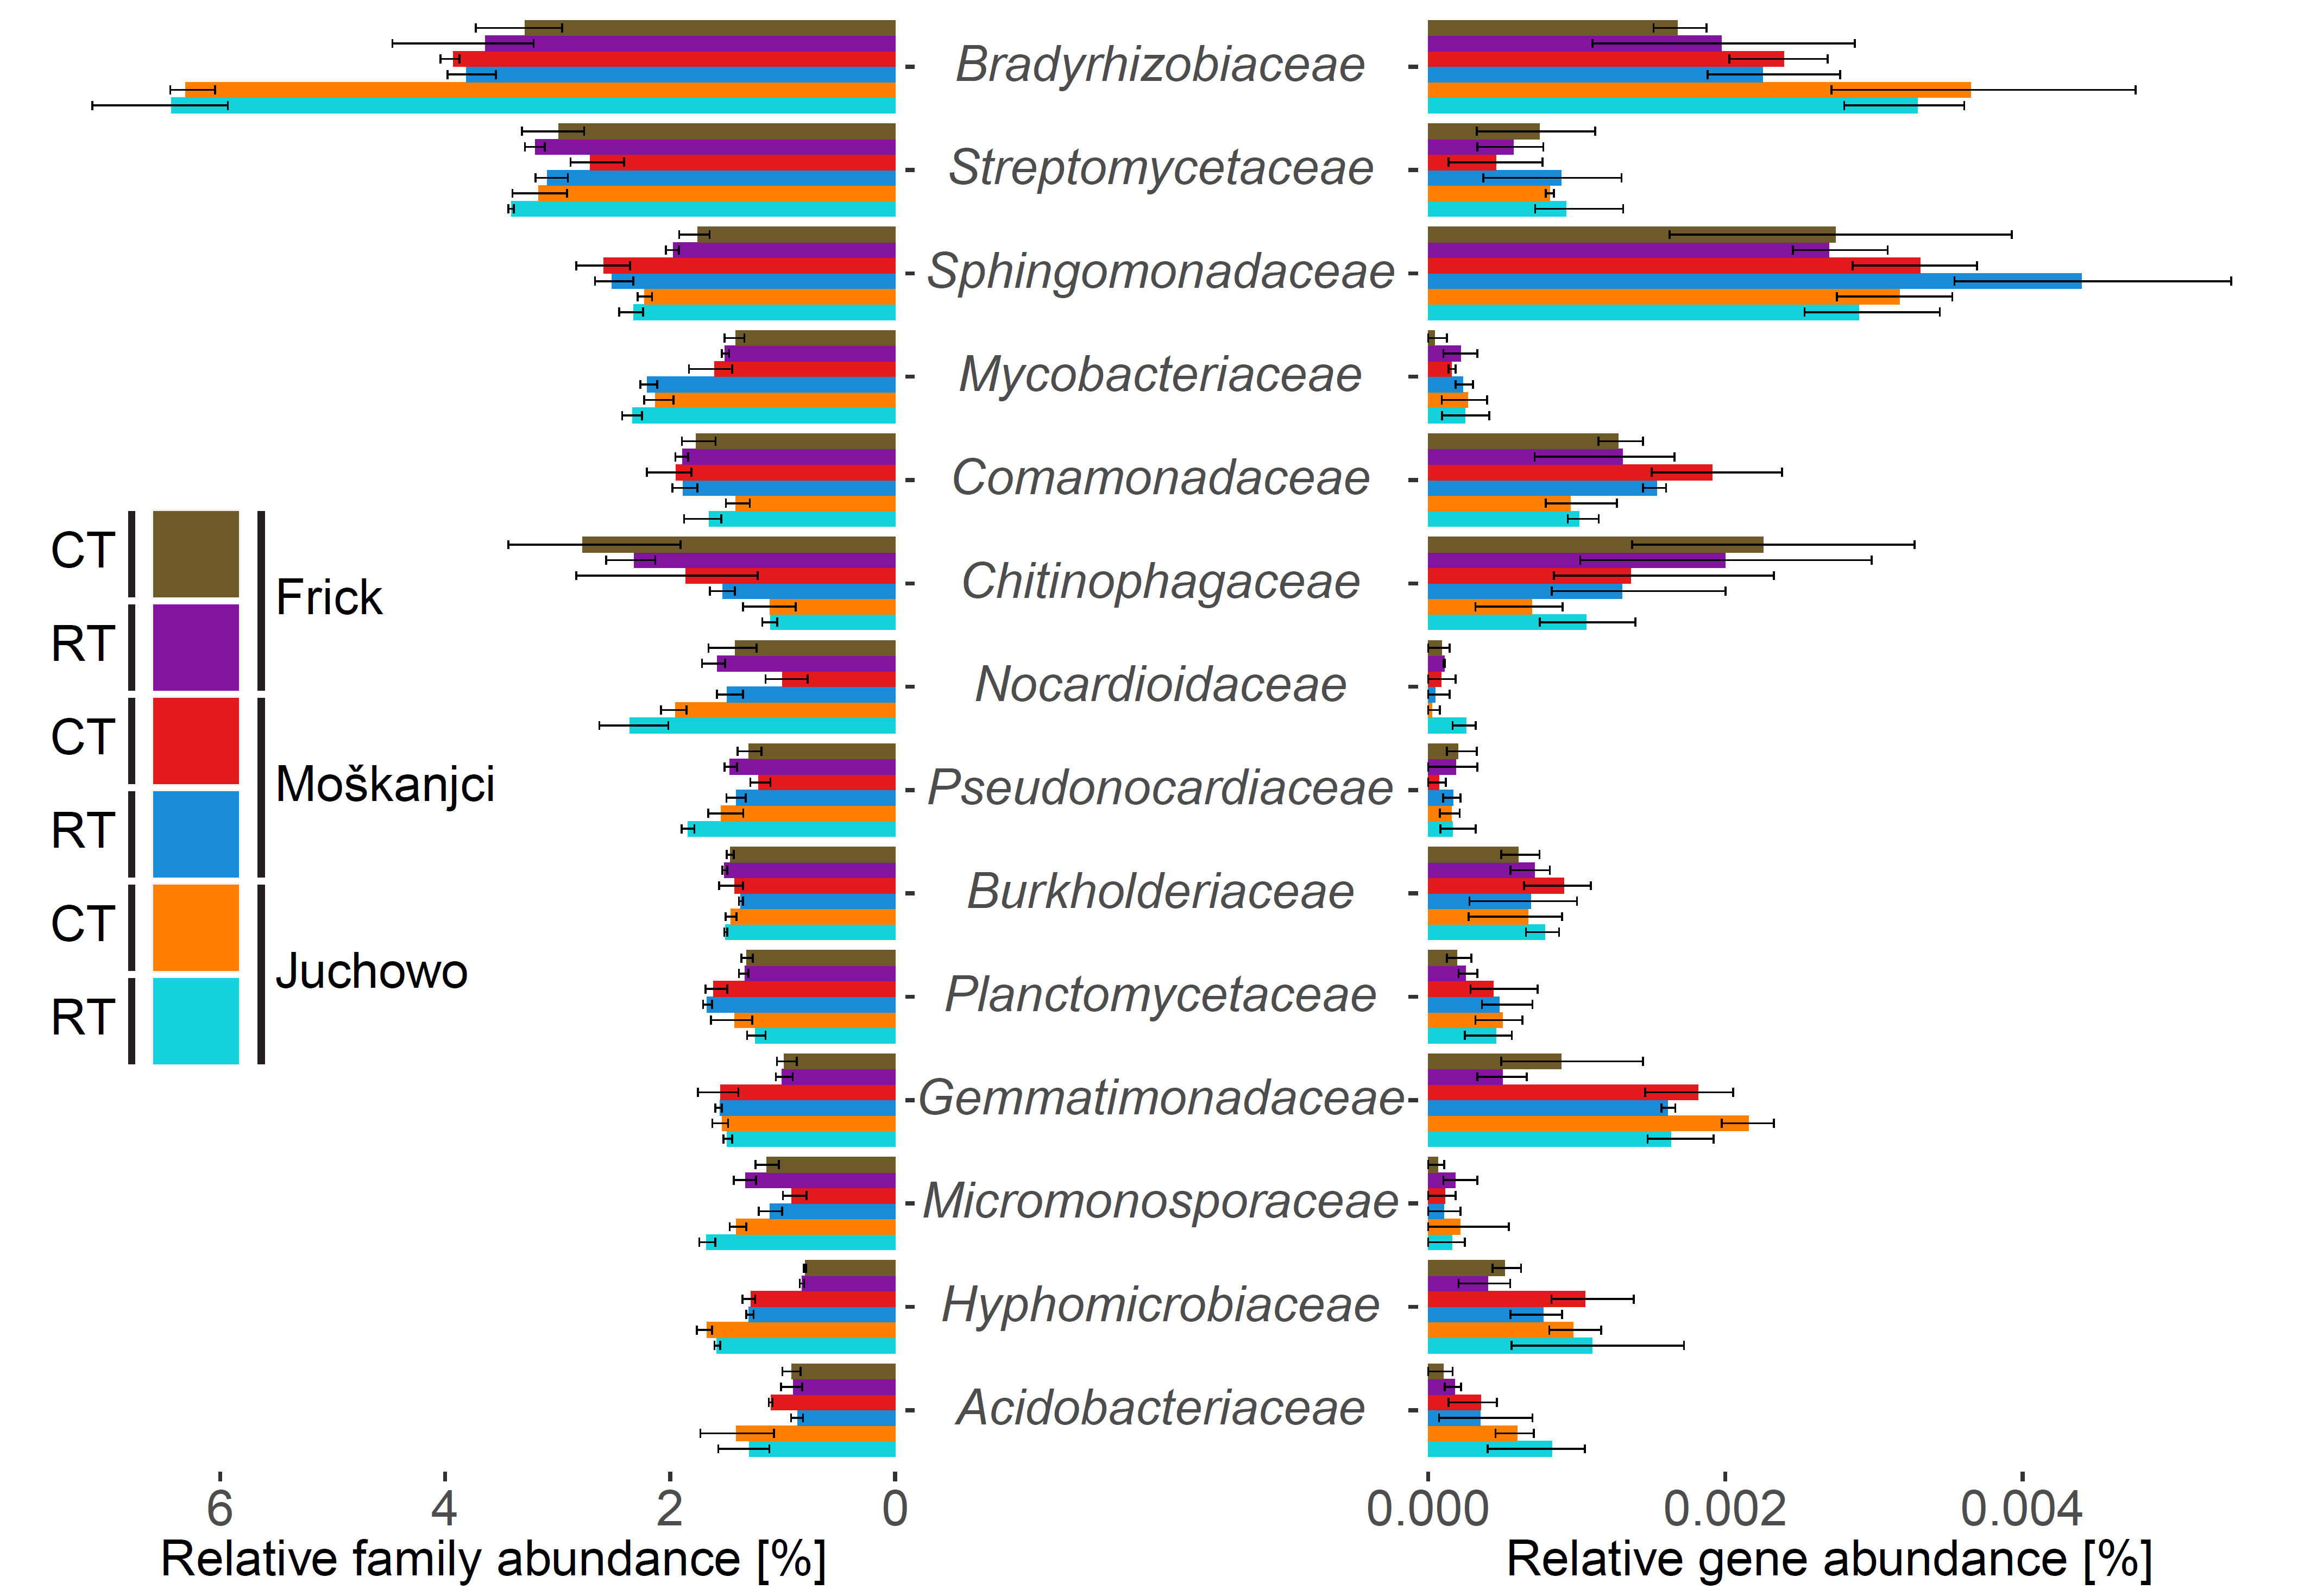 Bradyrhizobiaceae
Streptomycetaceae
Sphingomonadaceae
Mycobacteriaceae
Comamonadaceae
Chitinophagaceae
Nocardioidaceae
Pseudonocardiaceae
Burkholderiaceae
Planctomycetaceae
Gemmatimonadaceae
Micromonosporaceae
Hyphomicrobiaceae
Acidobacteriaceae
CT
Frick
RT
CT
Moškanjci
RT
CT
Juchowo
RT
6 4 2 0
Relative family abundance [%]
0.000 0.002 0.004
Relative gene abundance [%]